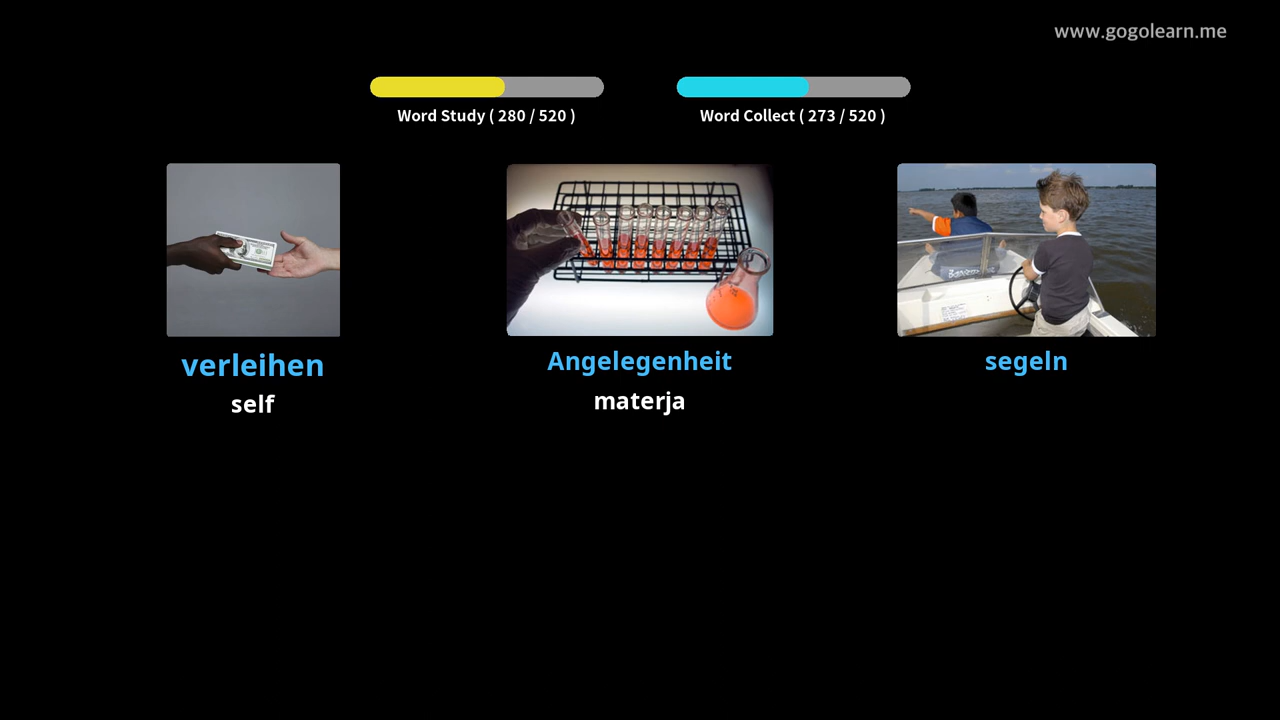 www.gogolearn.me
Word Study ( 280 / 520 )
Word Collect ( 273 / 520 )
verleihen
self
Angelegenheit
materja
segeln